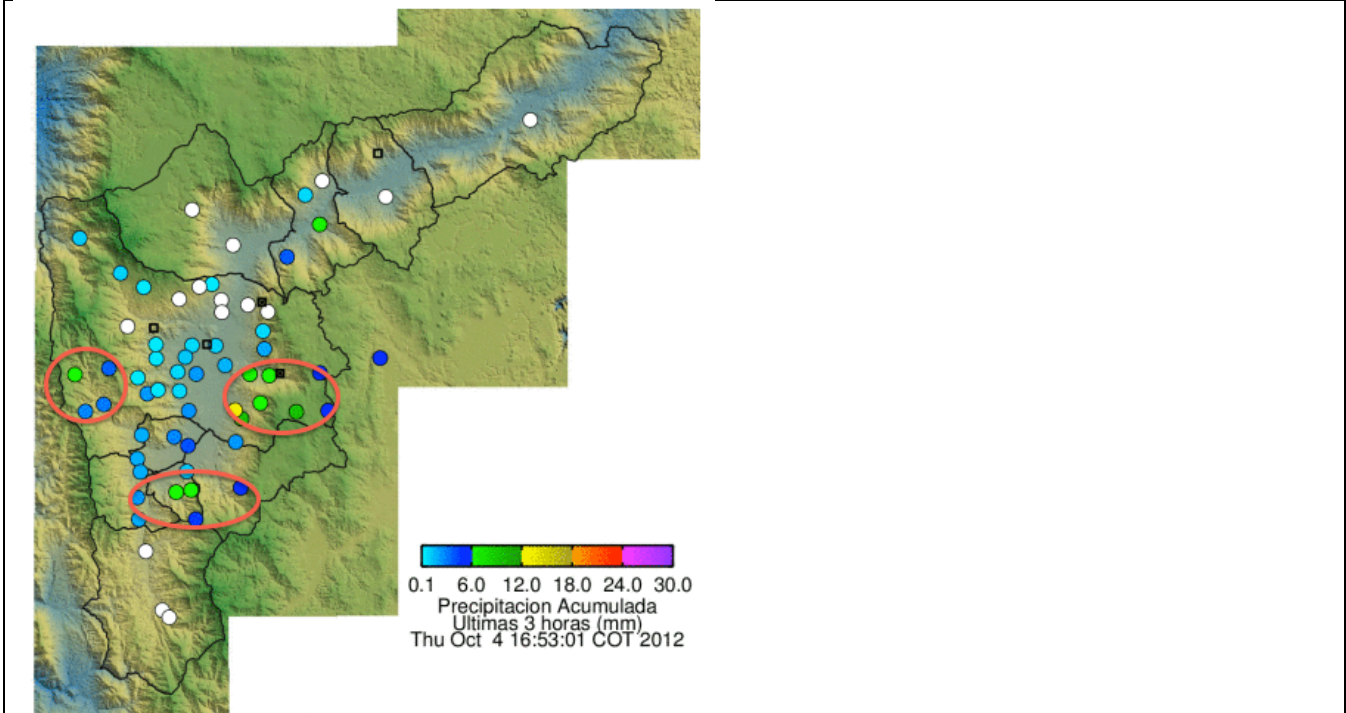 0.1 6.0 12.0 18.0 24.0 30.0
Precipitacion Acumulada
Ultimas 3 horas (mm)
Thu Oct 4 16:53:01 COT 2012